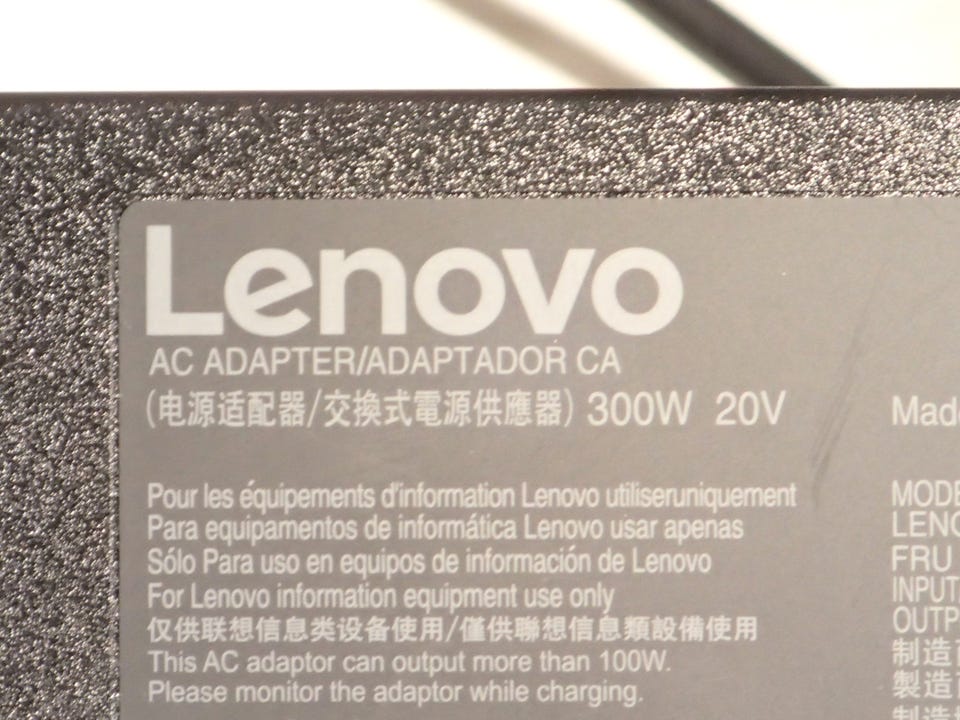 Lenovo
AC ADAPTER/ADAPTADOR CA
(电源适配器/交換式電源供應器) 300W 20V
Pour les équipements d'information Lenovo utiliseruniquement
Para equipamentos de informática Lenovo usar apenas
Sólo Para uso en equipos de información de Lenovo
For Lenovo information equipment use only
仅供联想信息类设备使用/僅供聯想信息類設備使用
This AC adaptor can output more than 100W.
Please monitor the adaptor while charging.
Made
MODE
LENO
FRU
INPUT
OUTP
制造
製造
制造